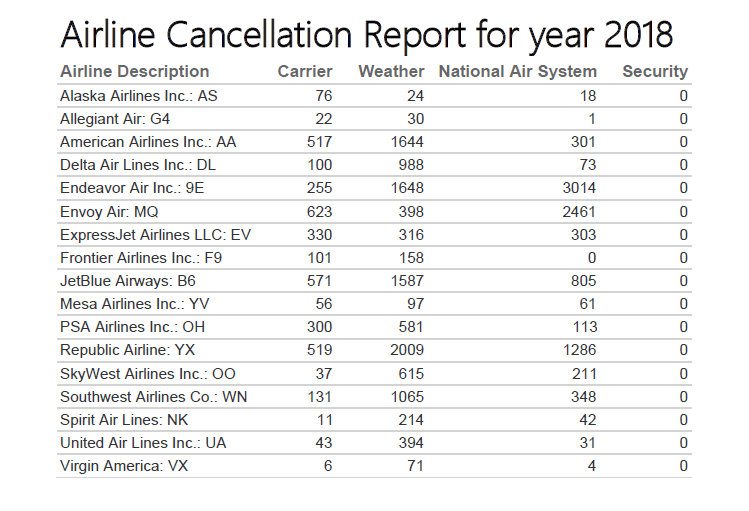 Airline Cancellation Report for year 2018
Airline Description Carrier Weather National Air System Security
Alaska Airlines Inc.: AS 76 24 18 0
Allegiant Air: G4 22 30 1 0
American Airlines Inc.: AA 517 1644 301 0
Delta Air Lines Inc.: DL 100 988 73 0
Endeavor Air Inc.: 9E 255 1648 3014 0
Envoy Air: MQ 623 398 2461 0
ExpressJet Airlines LLC: EV 330 316 303 0
Frontier Airlines Inc.: F9 101 158 0 0
JetBlue Airways: B6 571 1587 805 0
Mesa Airlines Inc.: YV 56 97 61 0
PSA Airlines Inc.: OH 300 581 113 0
Republic Airline: YX 519 2009 1286 0
SkyWest Airlines Inc.: OO 37 615 211 0
Southwest Airlines Co.: WN 131 1065 348 0
Spirit Air Lines: NK 11 214 42 0
United Air Lines Inc.: UA 43 394 31 0
Virgin America: VX 6 71 4 0